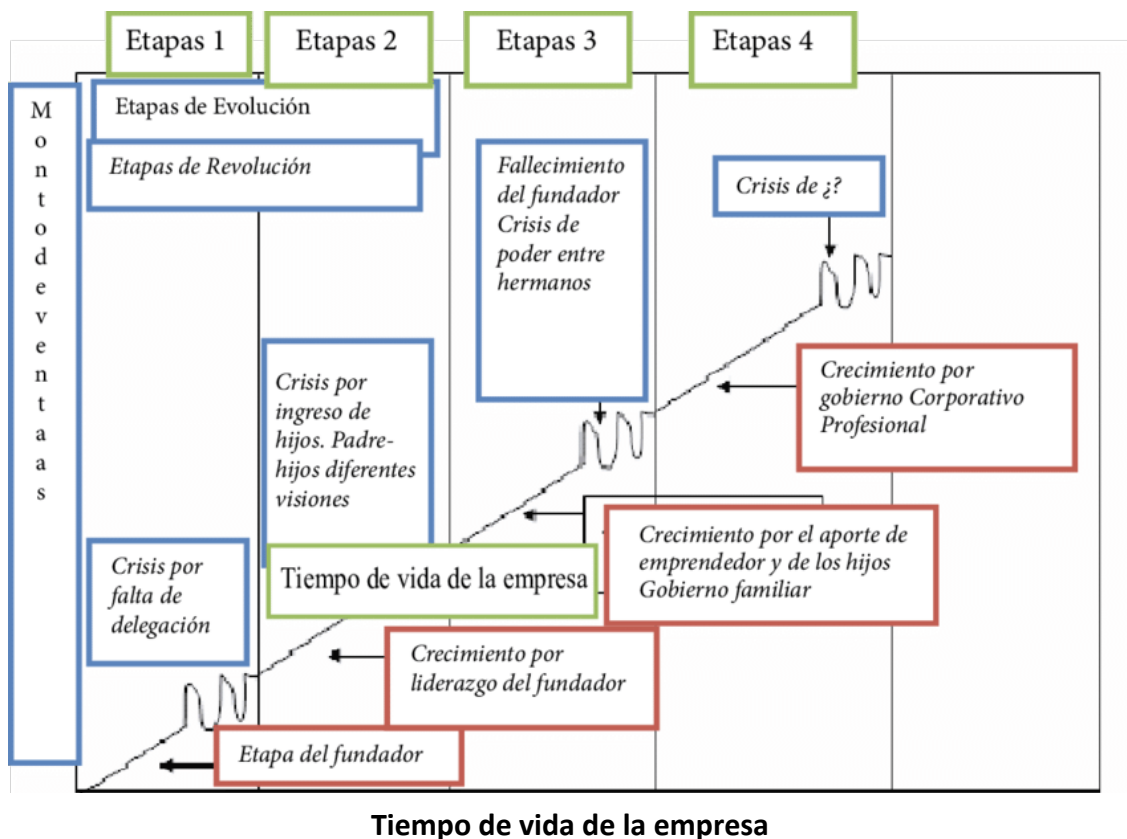 Etapas 1
Etapas 2
Etapas 3
Etapas 4
Montodeventaas
Etapas de Evolución
Etapas de Revolución
Fallecimiento
del fundador
Crisis de
poder entre
hermanos
Crisis de ¿?
Crisis por
ingreso de
hijos. Padre-
hijos diferentes
visiones
Crecimiento por
gobierno Corporativo
Profesional
Crisis por
falta de
delegación
Tiempo de vida de la empresa
Crecimiento por el aporte de
emprendedor y de los hijos
Gobierno familiar
Crecimiento por
liderazgo del fundador
Etapa del fundador
Tiempo de vida de la empresa